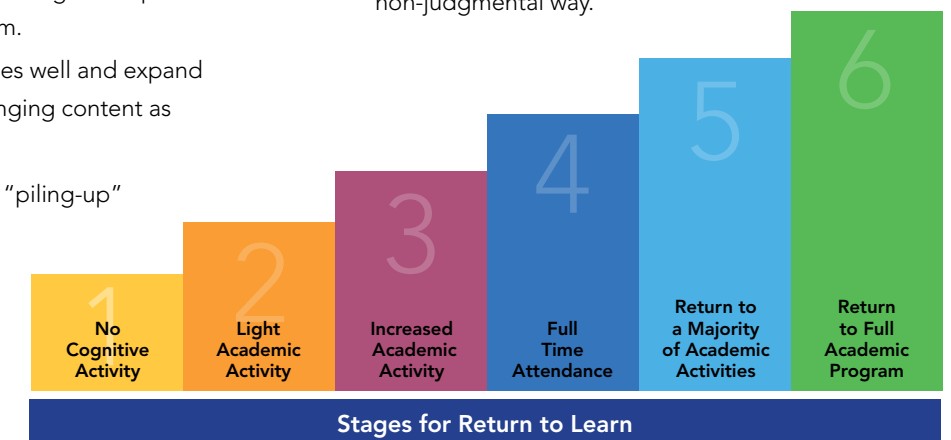 m.
es well and expand
nging content as
"piling-up"
non-judgmental way.
1
No
Cognitive
Activity
2
Light
Academic
Activity
3
Increased
Academic
Activity
4
Full
Time
Attendance
5
Return to
a Majority
of Academic
Activities
6
Return
to Full
Academic
Program
Stages for Return to Learn